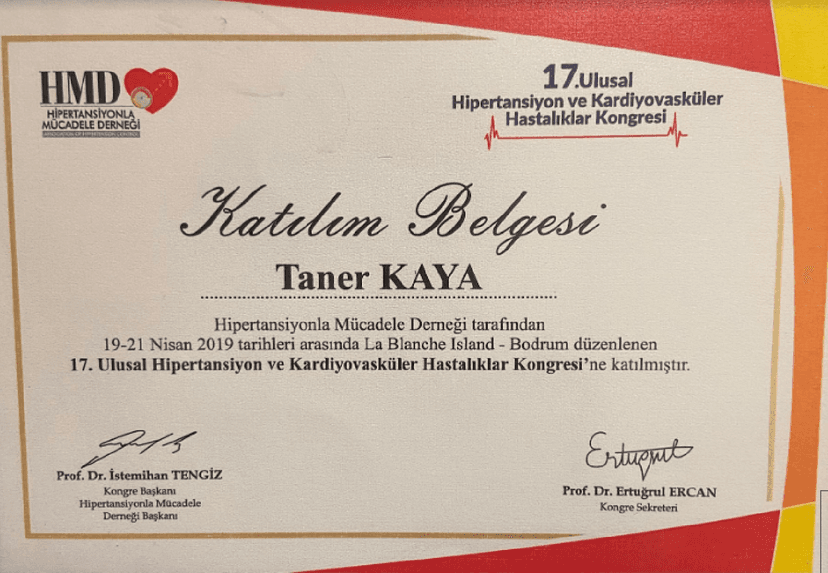 HMD
HİPERTANSİYONLA
MÜCADELE DERNEĞİ
17.Ulusal
Hipertansiyon ve Kardiyovasküler
Hastalıklar Kongresi
Katılım Belgesi
Taner KAYA
Hipertansiyonla Mücadele Derneği tarafından
19-21 Nisan 2019 tarihleri arasında La Blanche Island - Bodrum düzenlenen
17. Ulusal Hipertansiyon ve Kardiyovasküler Hastalıklar Kongresi'ne katılmıştır.
Prof. Dr. İstemihan TENGİZ
Kongre Başkanı
Hipertansiyonla Mücadele
Derneği Başkanı
Ertuğrul
Prof. Dr. Ertuğrul ERCAN
Kongre Sekreteri